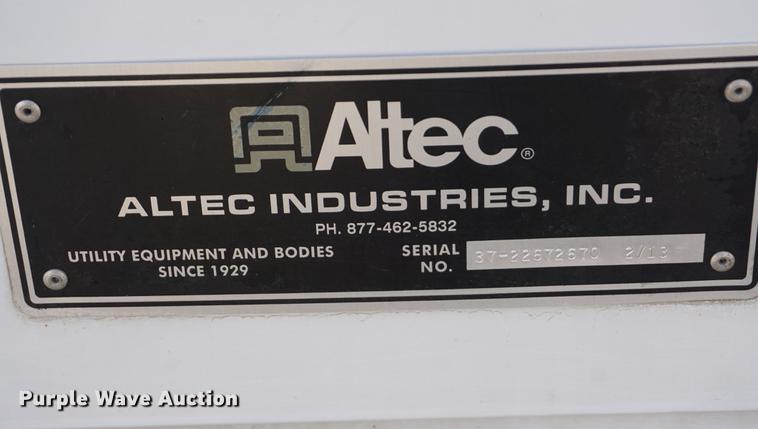 Altec®
ALTEC INDUSTRIES, INC.
PH. 877-462-5832
UTILITY EQUIPMENT AND BODIES
SINCE 1929
SERIAL
NO.
37-22672670 2/13
Purple Wave Auction